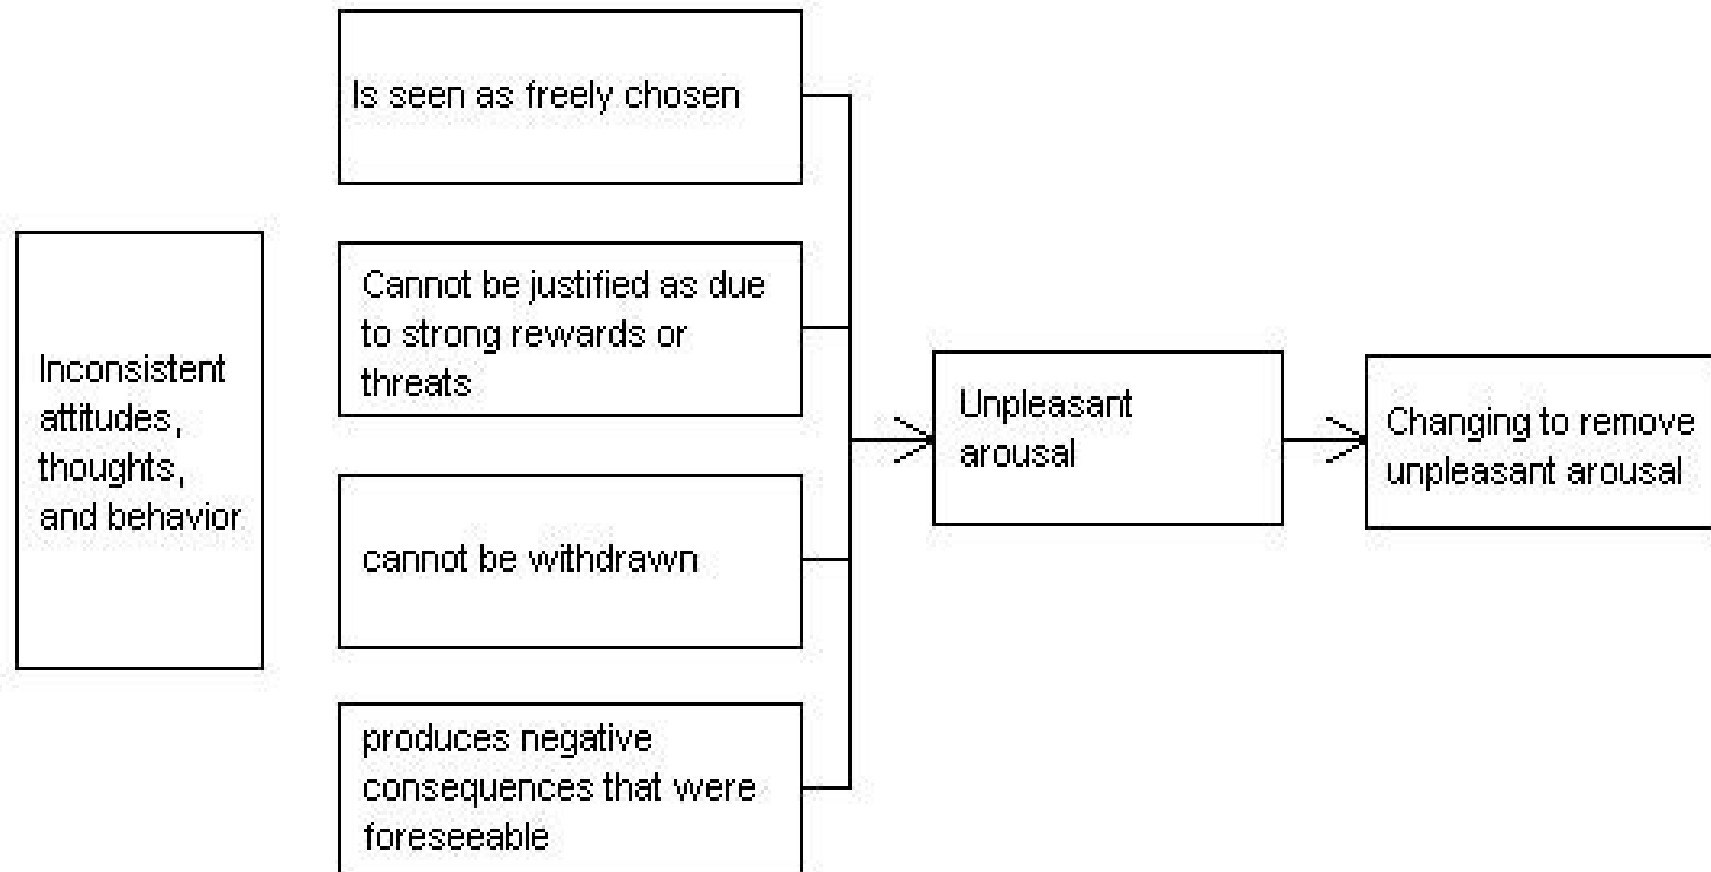 Is seen as freely chosen
Cannot be justified as due
to strong rewards or
threats
Inconsistent
attitudes,
thoughts,
and behavior
cannot be withdrawn
produces negative
consequences that were
foreseeable
Unpleasant
arousal
Changing to remove
unpleasant arousal